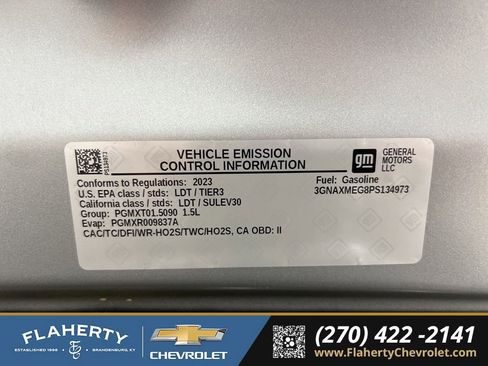 PS134973
VEHICLE EMISSION
CONTROL INFORMATION
gm
GENERAL
MOTORS
LLC
Conforms to Regulations: 2023
U.S. EPA class / stds: LDT / TIER3
California class / stds: LDT / SULEV30
Group: PGMXT01.5090 1.5L
Evap: PGMXR009837A
CAC/TC/DFI/WR-HO2S/TWC/HO2S, CA OBD: II
Fuel: Gasoline
3GNAXMEG8PS134973
FLAHERTY
ESTABLISHED 1996
BRANDENBURG, KY
CHEVROLET
(270) 422 -2141
www.FlahertyChevrolet.com